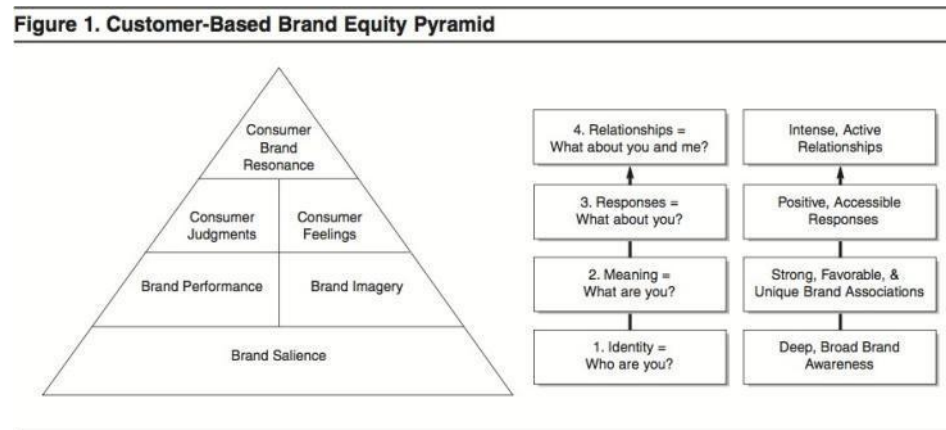 Figure 1. Customer-Based Brand Equity Pyramid
Consumer
Brand
Resonance
Consumer
Judgments
Consumer
Feelings
Brand Performance
Brand Imagery
Brand Salience
4. Relationships =
What about you and me?
3. Responses =
What about you?
2. Meaning =
What are you?
1. Identity =
Who are you?
Intense, Active
Relationships
Positive, Accessible
Responses
Strong, Favorable, &
Unique Brand Associations
Deep, Broad Brand
Awareness